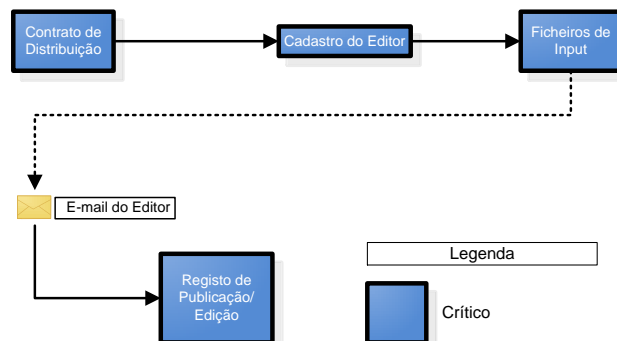 Contrato de
Distribuição
Cadastro do Editor
Ficheiros de
Input
E-mail do Editor
Registo de
Publicação/
Edição
Legenda
Crítico